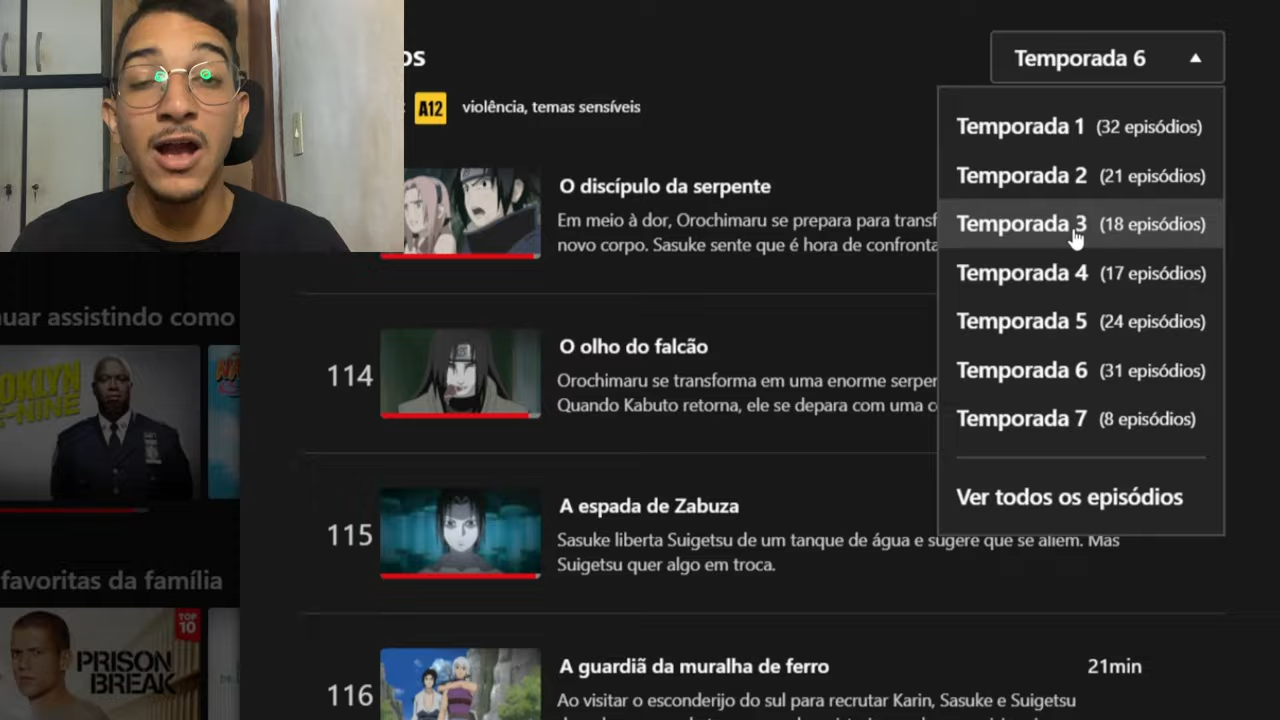 os
Temporada 6
A12
violência, temas sensíveis
Temporada 1 (32 episódios)
Temporada 2 (21 episódios)
Temporada 3 (18 episódios)
Temporada 4 (17 episódios)
Temporada 5 (24 episódios)
Temporada 6 (31 episódios)
Temporada 7 (8 episódios)
Ver todos os episódios
O discípulo da serpente
Em meio à dor, Orochimaru se prepara para transf
novo corpo. Sasuke sente que é hora de confronta
114
O olho do falcão
Orochimaru se transforma em uma enorme serper
Quando Kabuto retorna, ele se depara com uma c
115
A espada de Zabuza
Sasuke liberta Suigetsu de um tanque de água e sugere que se aliem. Mas
Suigetsu quer algo em troca.
116
A guardiã da muralha de ferro
21min
Ao visitar o esconderijo do sul para recrutar Karin, Sasuke e Suigetsu
nuar assistindo como
OKLYN
E-NINE
favoritas da família
TOP
10
PRISON
BREAK